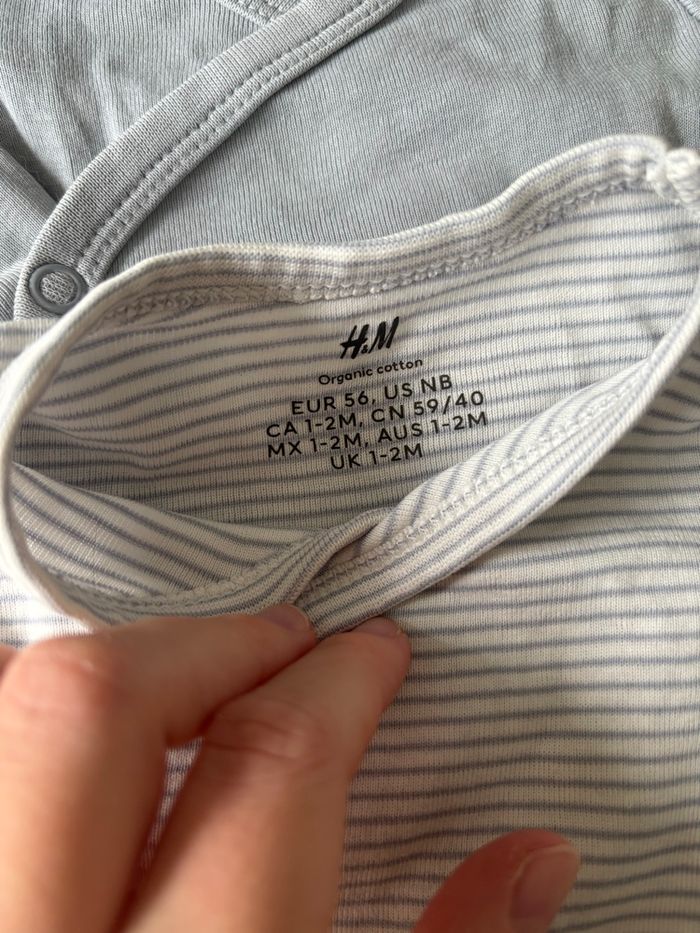 H&M
Organic cotton
EUR 56, US NB
CA 1-2M, CN 59/40
MX 1-2M, AUS 1-2M
UK 1-2M